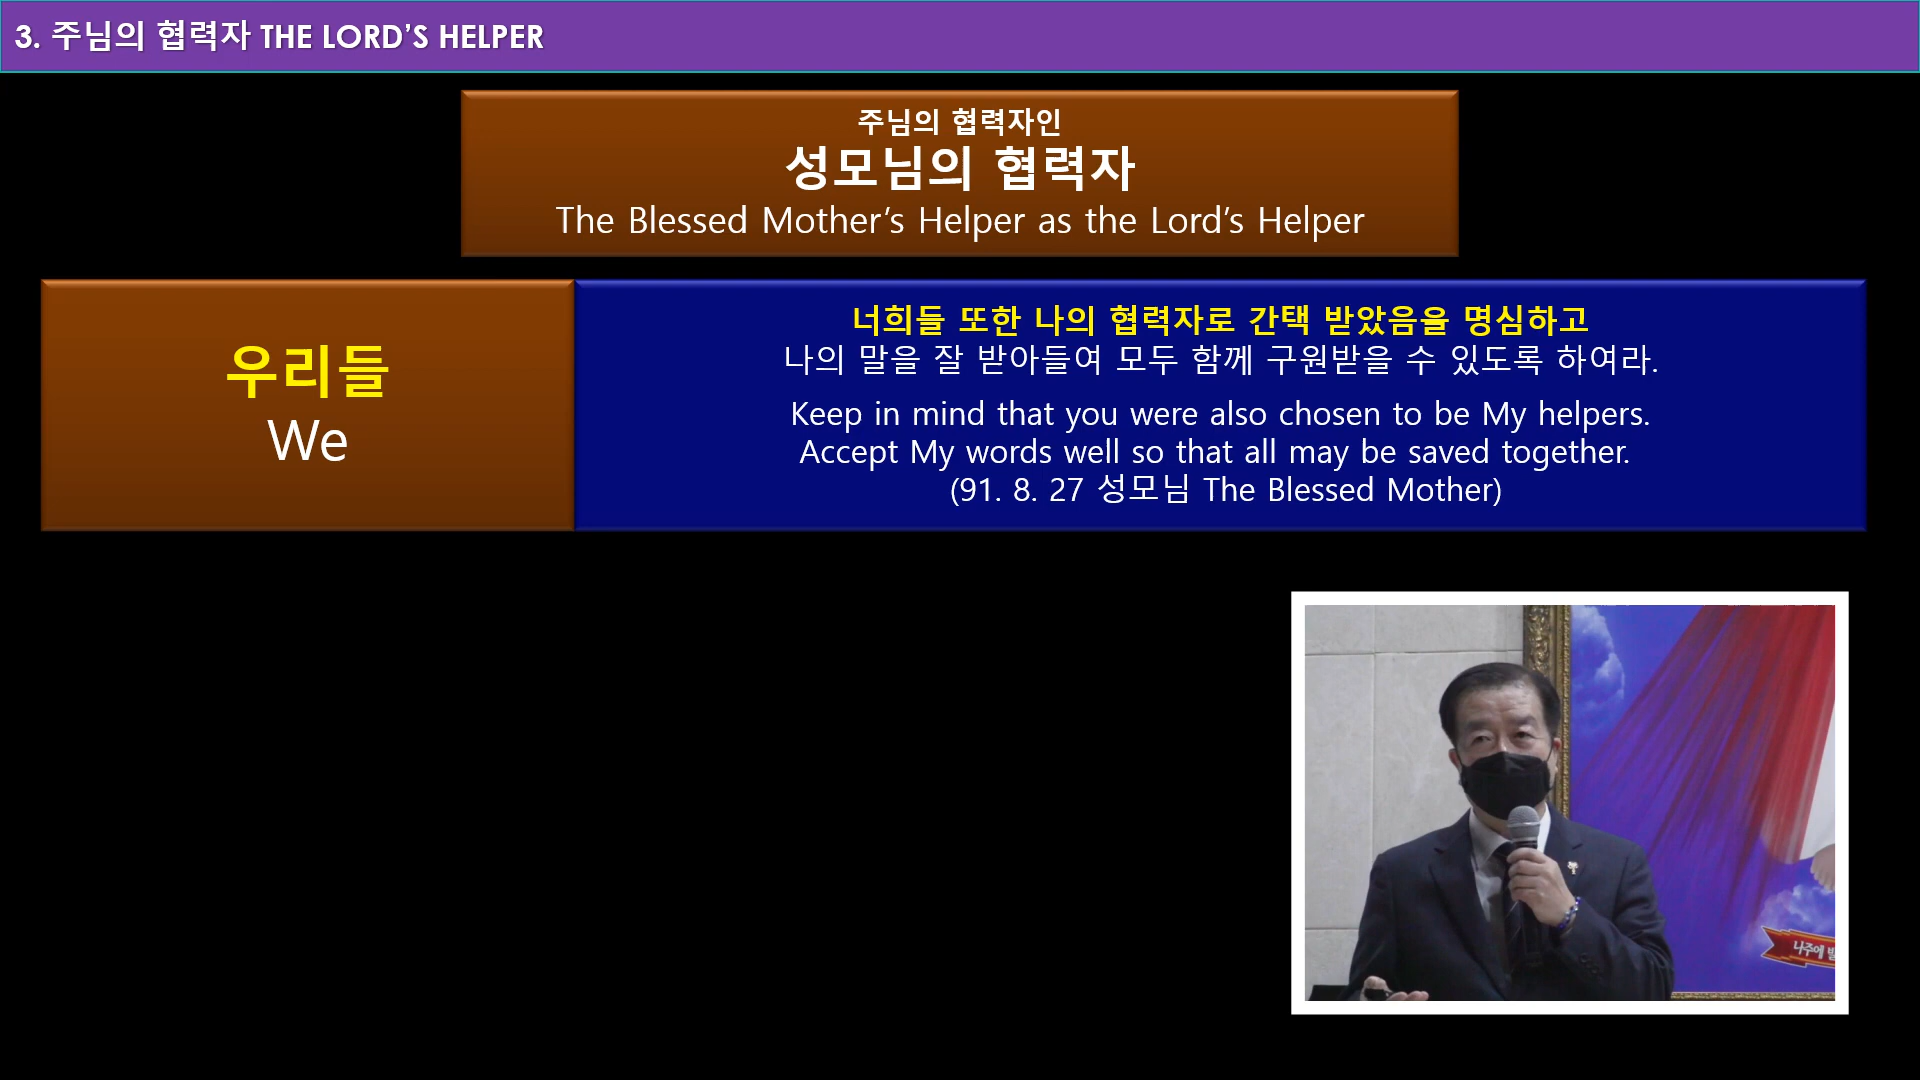 3. 주님의 협력자 THE LORD’S HELPER
주님의 협력자인
성모님의 협력자
The Blessed Mother’s Helper as the Lord’s Helper
우리들
We
너희들 또한 나의 협력자로 간택 받았음을 명심하고
나의 말을 잘 받아들여 모두 함께 구원받을 수 있도록 하여라.
Keep in mind that you were also chosen to be My helpers.
Accept My words well so that all may be saved together.
(91. 8. 27 성모님 The Blessed Mother)
나주에